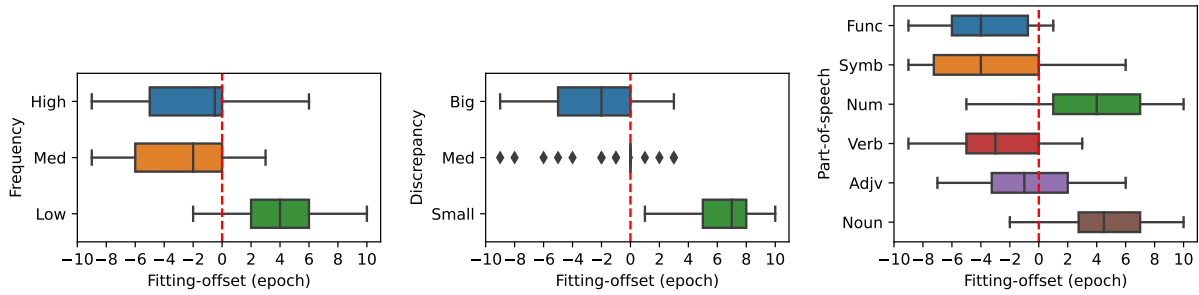 Frequency
High
Med
Low
−10 −8 −6 −4 −2 0 2 4 6 8 10
Fitting-offset (epoch)
Discrepancy
Big
Med
Small
−10 −8 −6 −4 −2 0 2 4 6 8 10
Fitting-offset (epoch)
Part-of-speech
Func
Symb
Num
Verb
Adjv
Noun
−10 −8 −6 −4 −2 0 2 4 6 8 10
Fitting-offset (epoch)